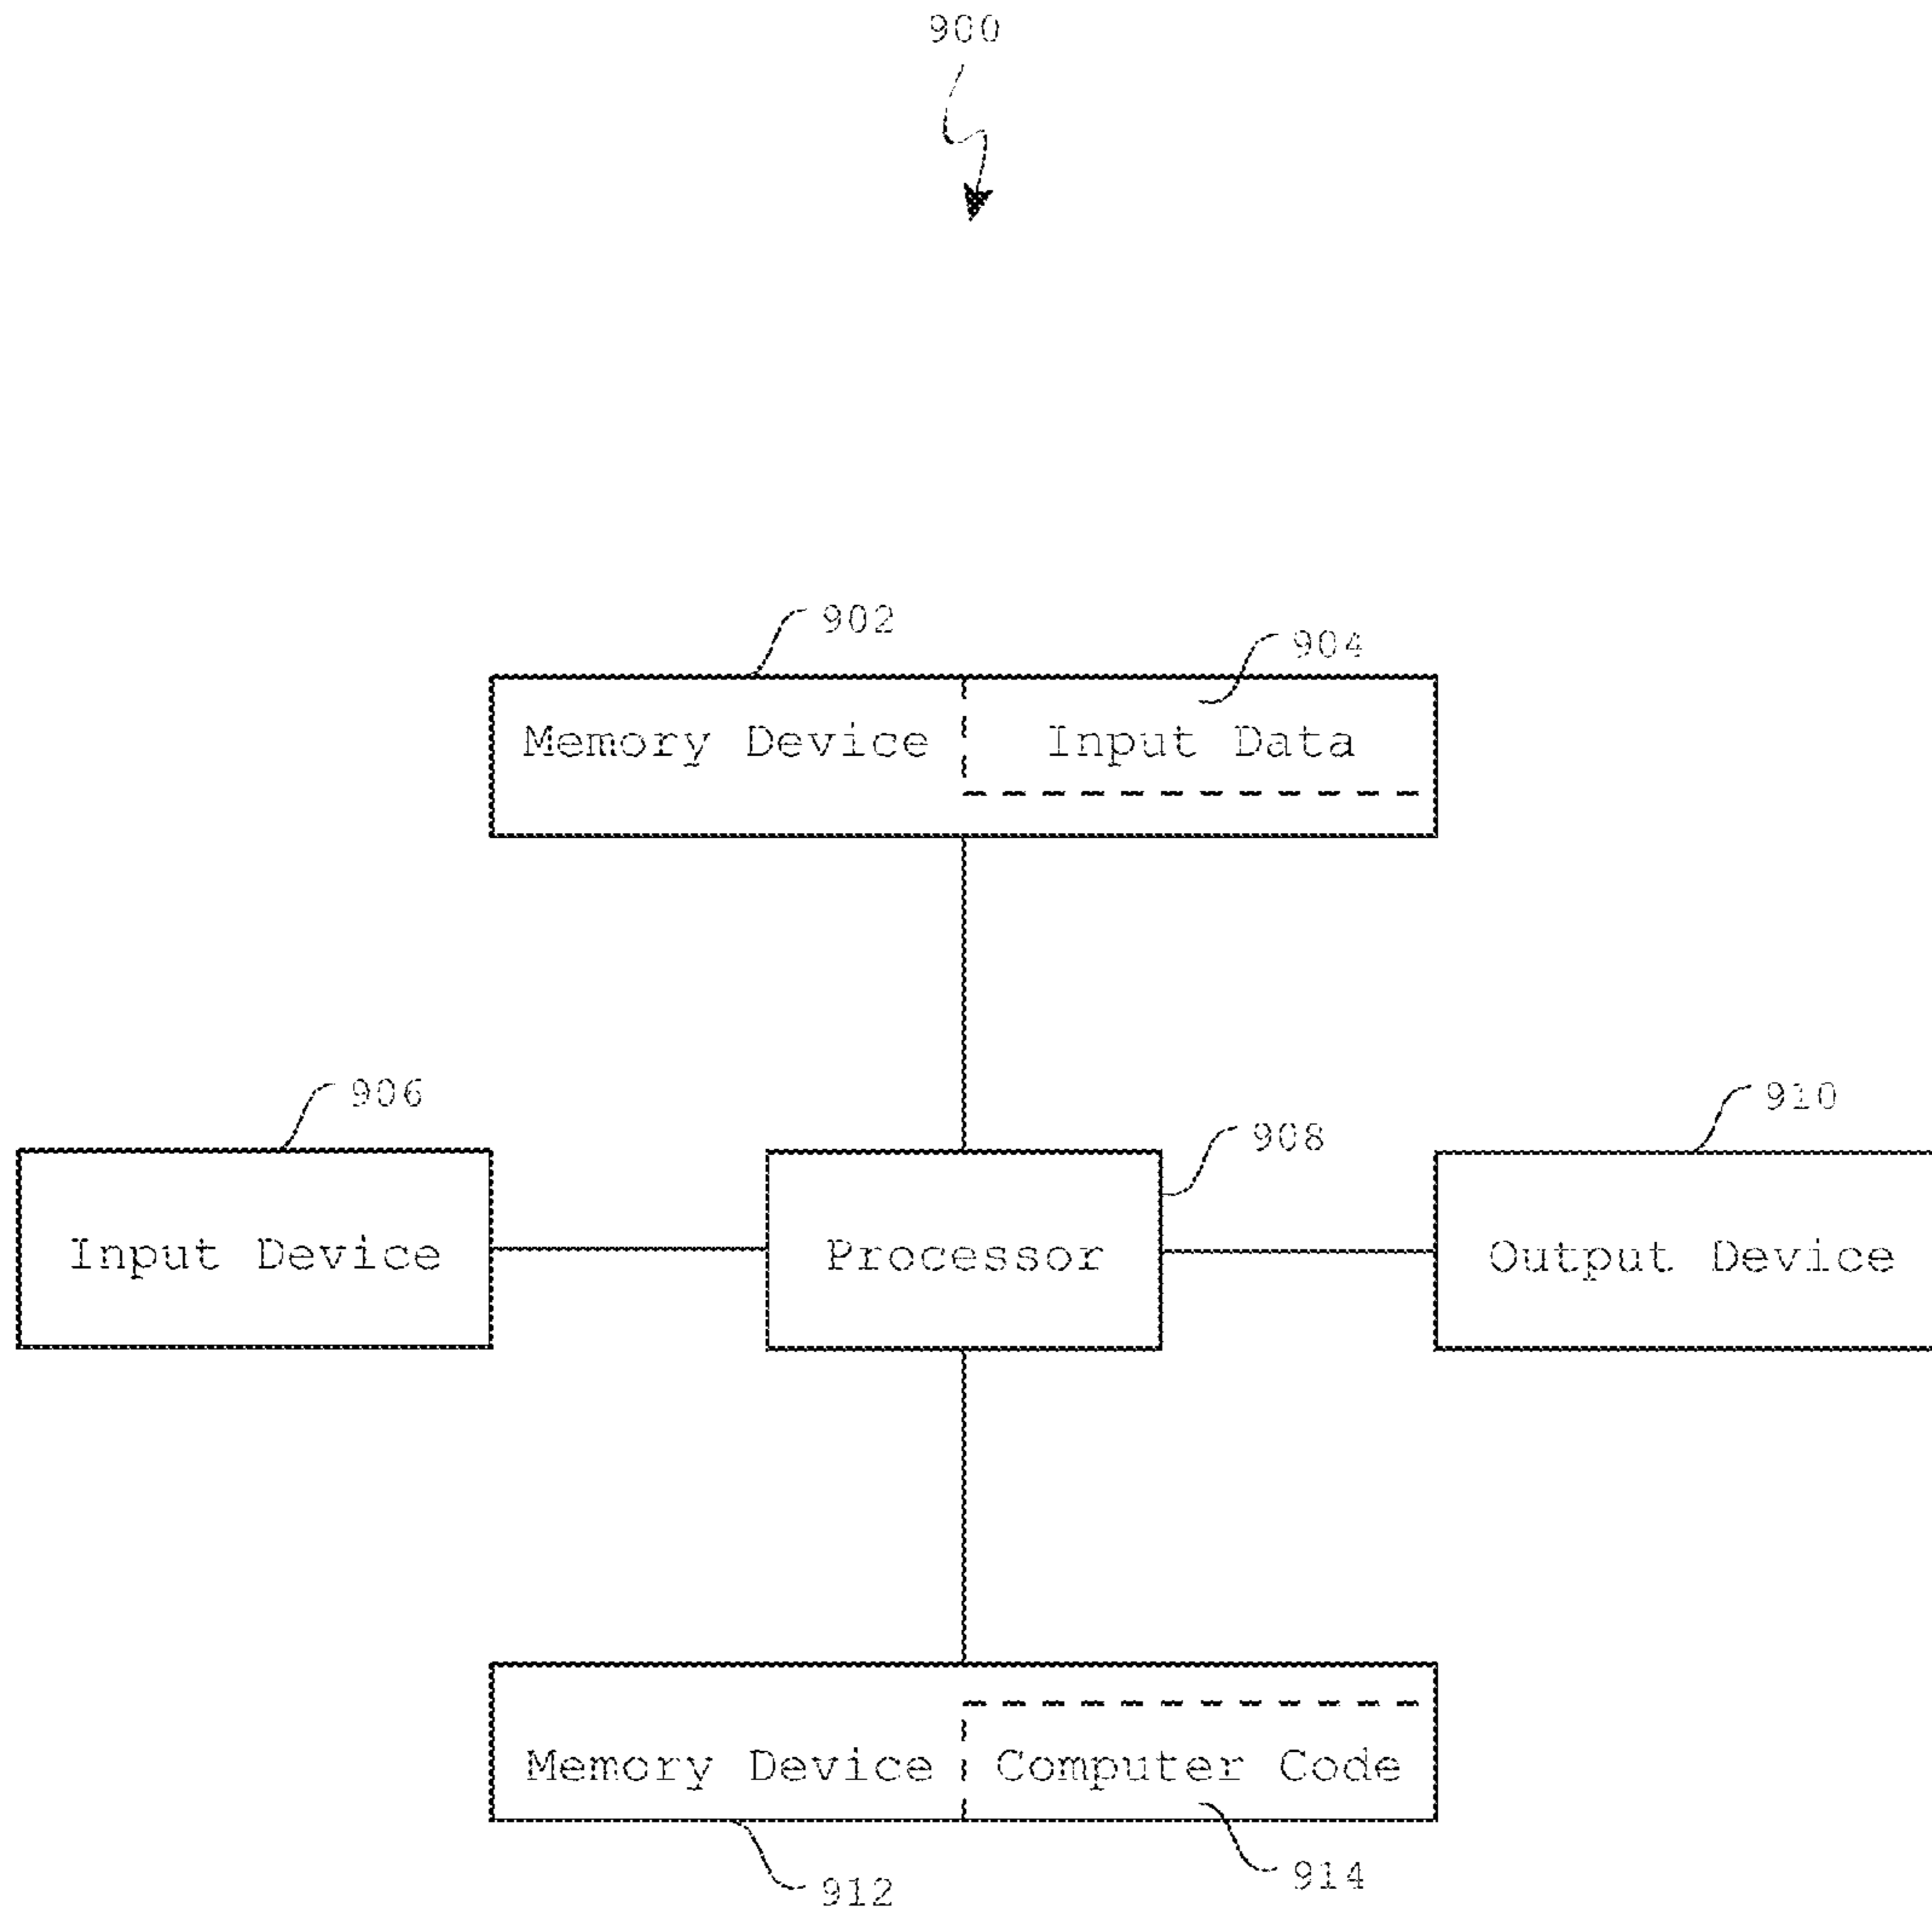 900
902
904
Memory Device
Input Data
906
908
910
Input Device
Processor
Output Device
Memory Device
Computer Code
912
914